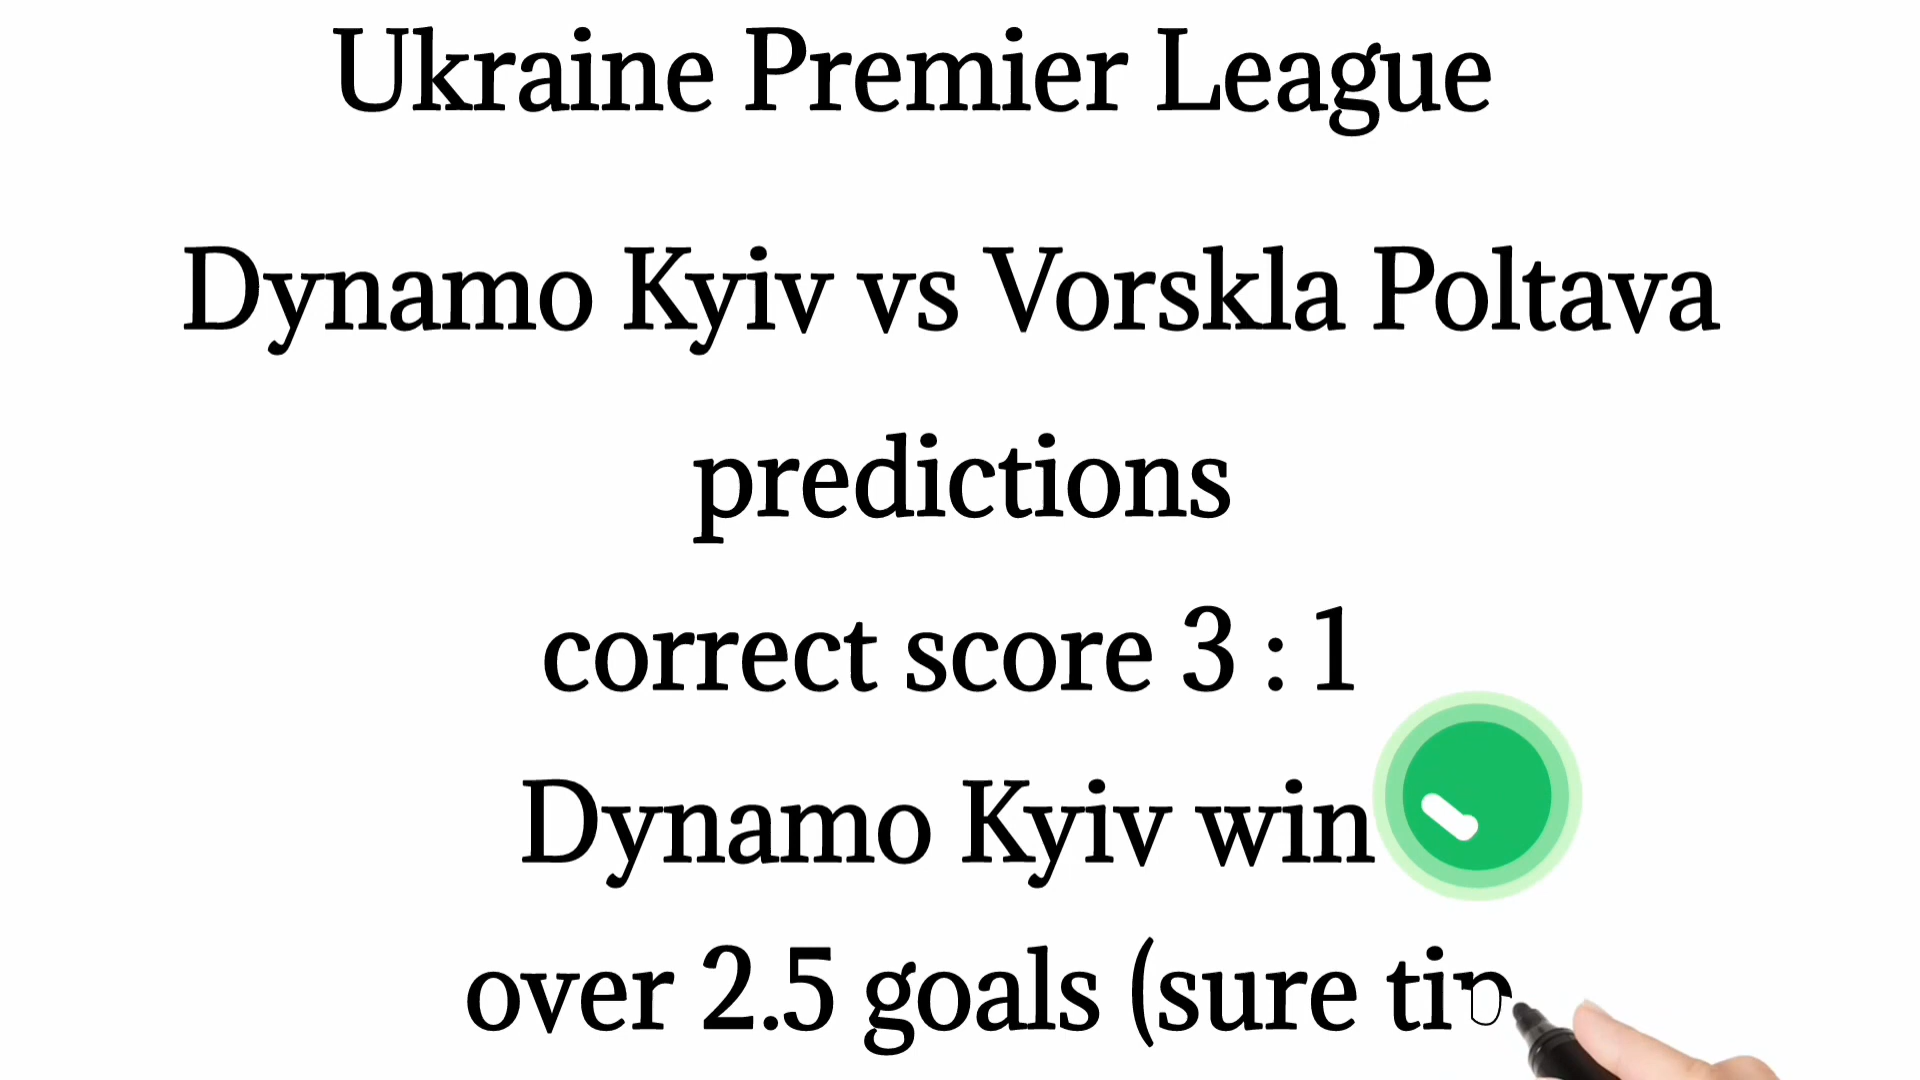 Ukraine Premier League
Dynamo Kyiv vs Vorskla Poltava
predictions
correct score 3 : 1
Dynamo Kyiv win
over 2.5 goals (sure tip